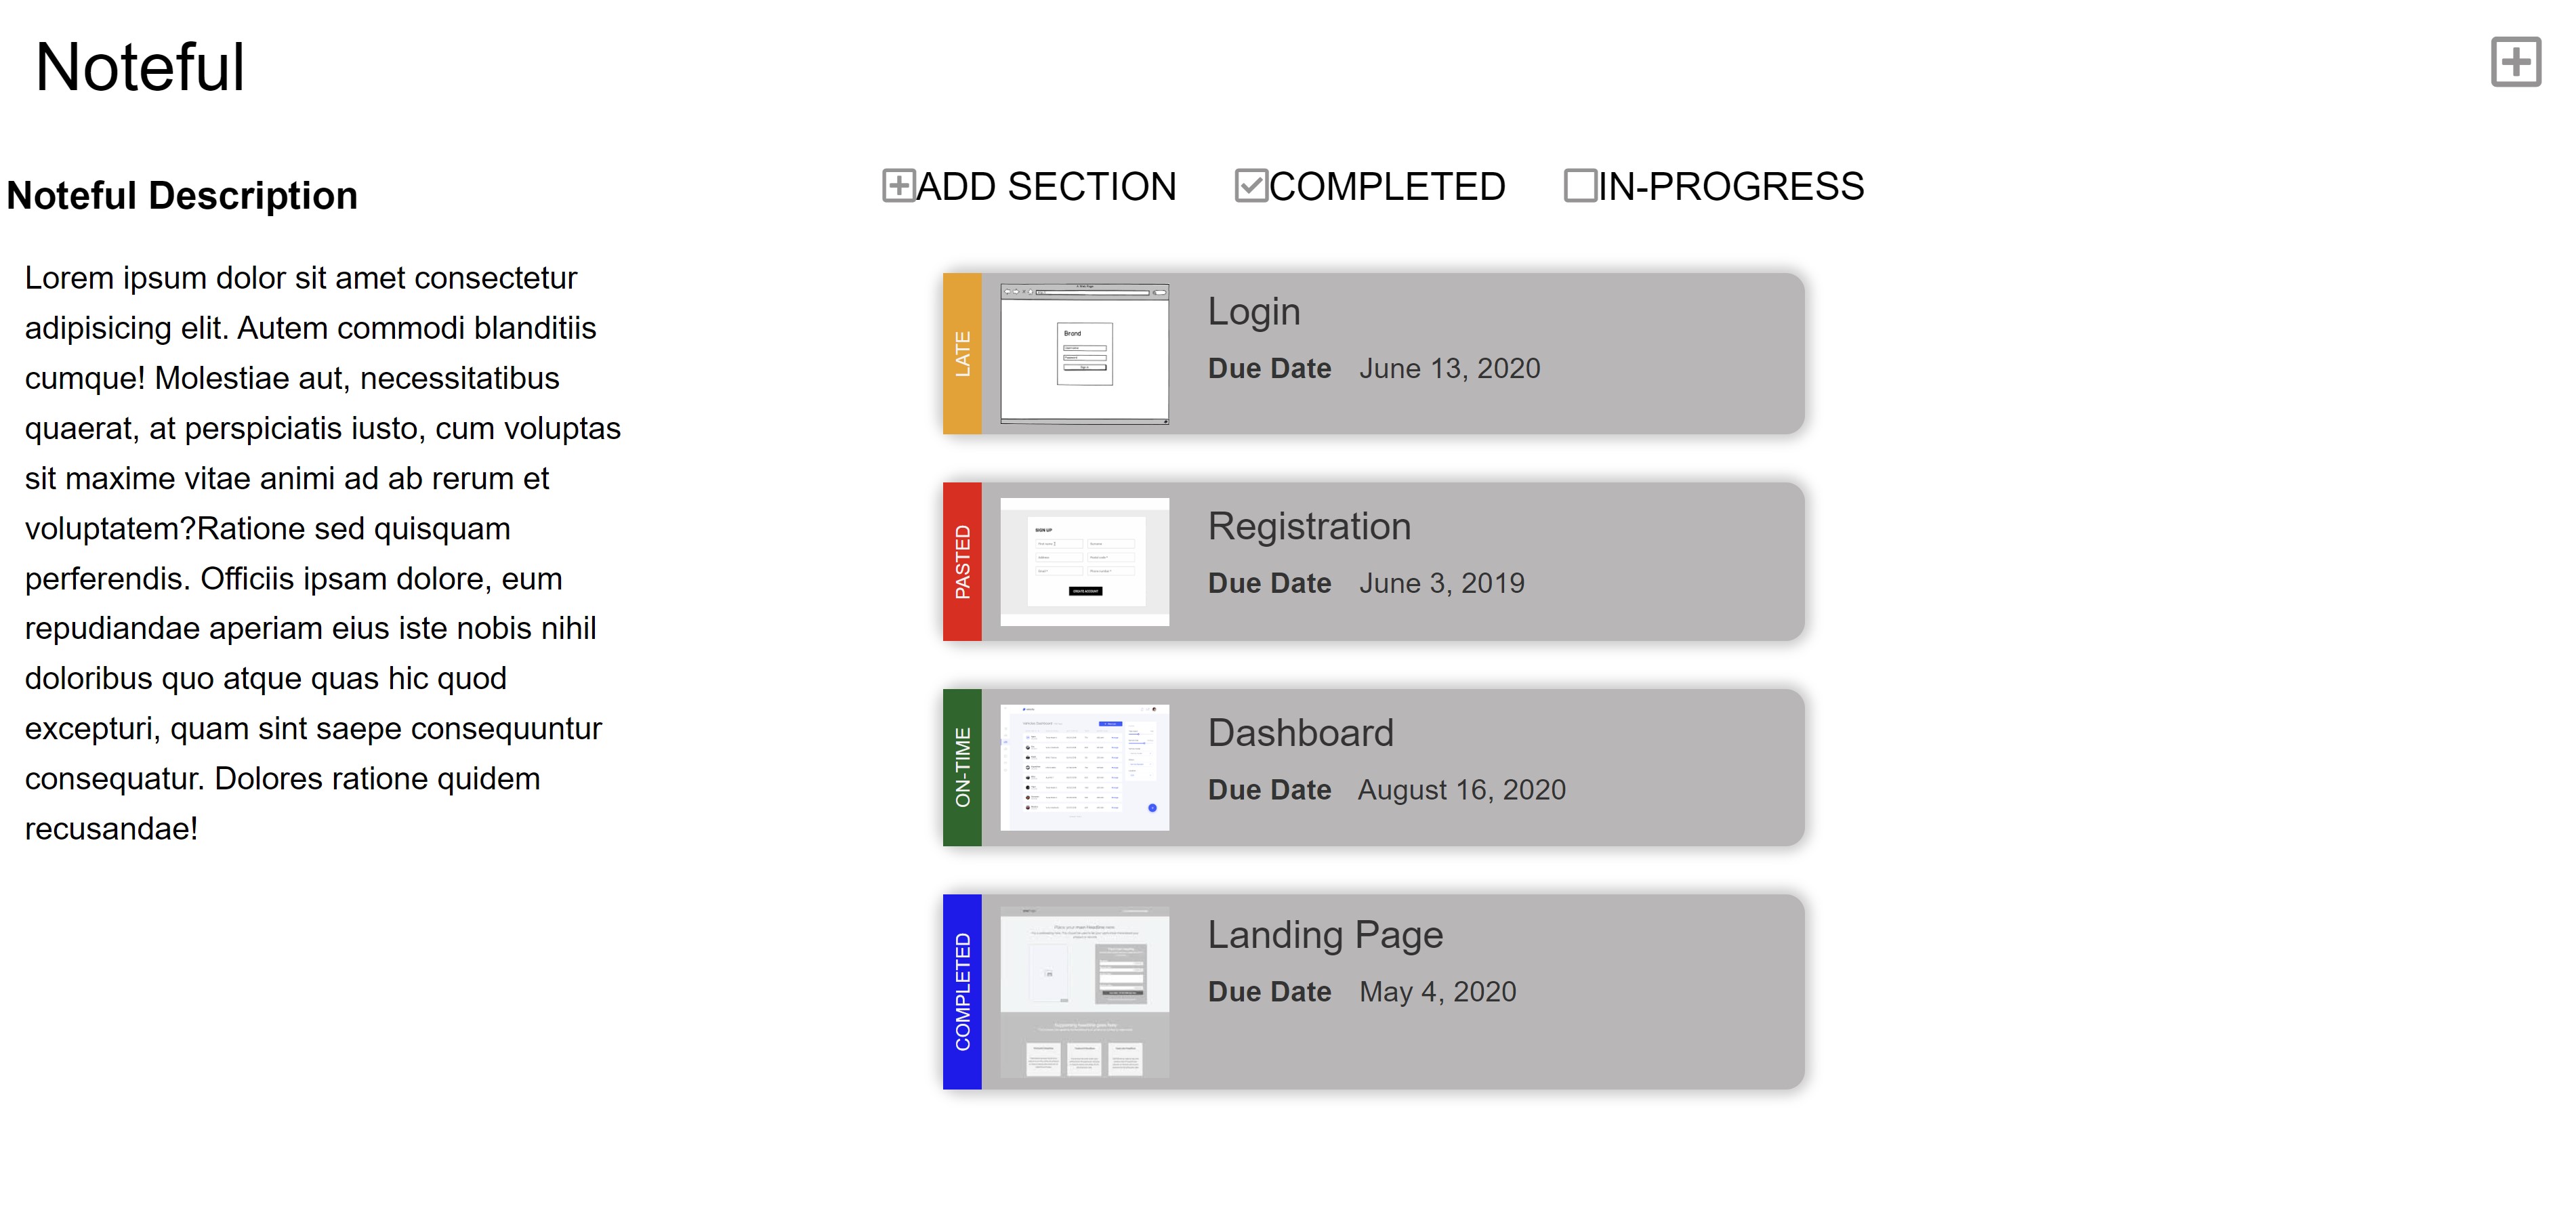 Noteful
Noteful Description
Lorem ipsum dolor sit amet consectetur
adipisicing elit. Autem commodi blanditiis
cumque! Molestiae aut, necessitatibus
quaerat, at perspiciatis iusto, cum voluptas
sit maxime vitae animi ad ab rerum et
voluptatem?Ratione sed quisquam
perferendis. Officiis ipsam dolore, eum
repudiandae aperiam eius iste nobis nihil
doloribus quo atque quas hic quod
excepturi, quam sint saepe consequuntur
consequatur. Dolores ratione quidem
recusandae!
ADD SECTION COMPLETED IN-PROGRESS
LATE
Brand
Login
Due Date June 13, 2020
PASTED
SIGN UP
CREATE ACCOUNT
Registration
Due Date June 3, 2019
ON-TIME
Dashboard
Due Date August 16, 2020
COMPLETED
Landing Page
Due Date May 4, 2020